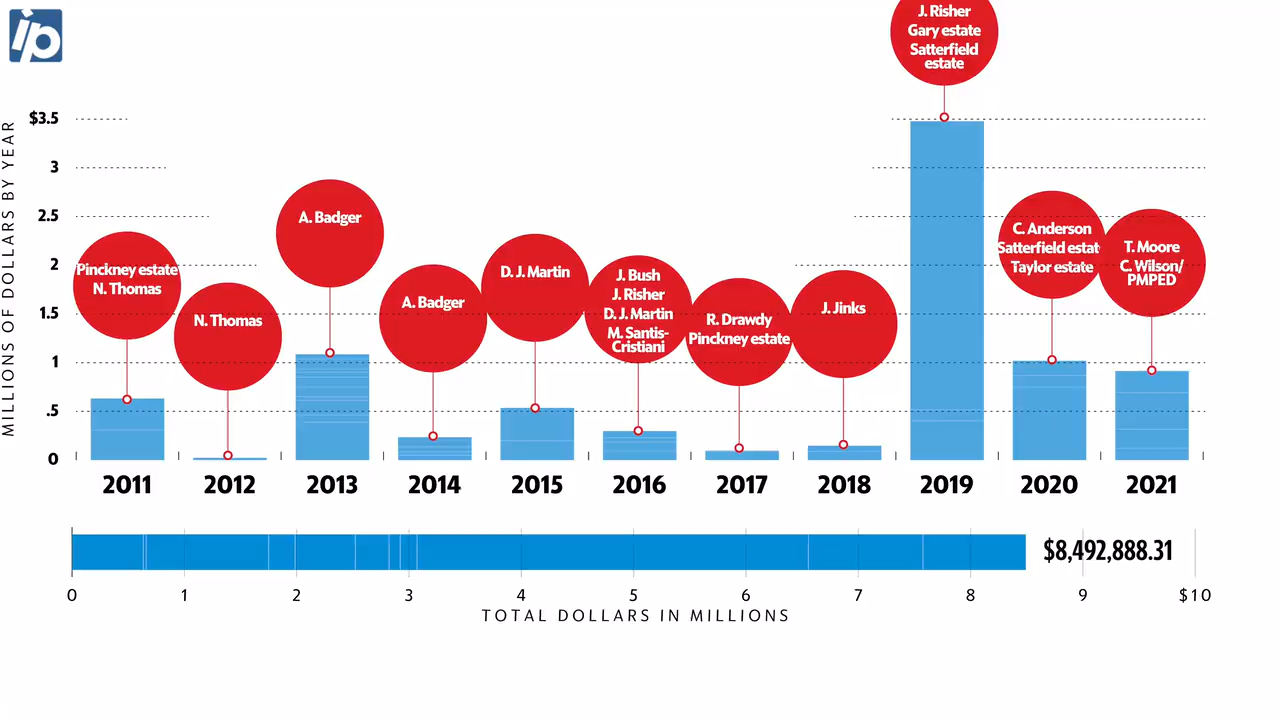 ip
J. Risher
Gary estate
Satterfield
estate
MILLIONS OF DOLLARS BY YEAR
$3.5
3
2.5
2
1.5
1
.5
0
Pinckney estate
N. Thomas
N. Thomas
A. Badger
A. Badger
D. J. Martin
J. Bush
J. Risher
D. J. Martin
M. Santis-
Cristiani
R. Drawdy
Pinckney estate
J. Jinks
C. Anderson
Satterfield estat
Taylor estate
T. Moore
C. Wilson/
PMPED
2011 2012 2013 2014 2015 2016 2017 2018 2019 2020 2021
$8,492,888.31
0 1 2 3 4 5 6 7 8 9 $10
TOTAL DOLLARS IN MILLIONS